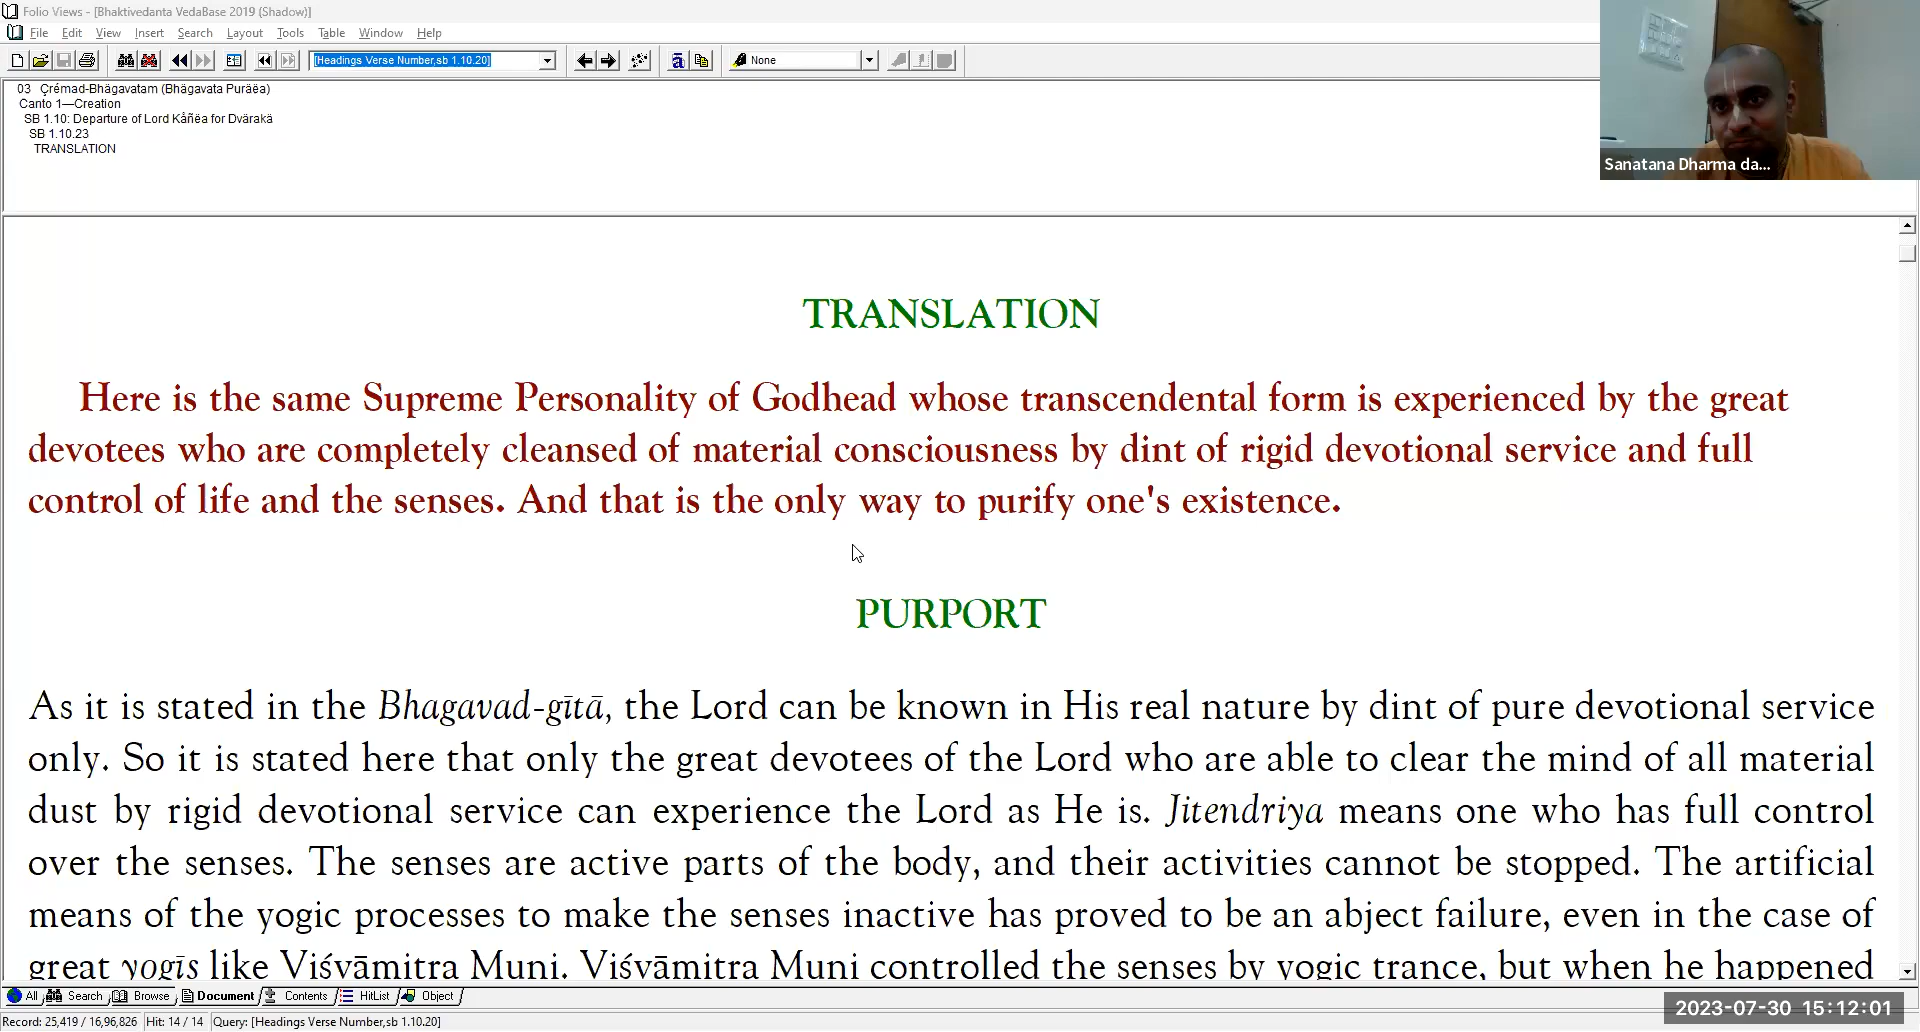 Folio Views - [Bhaktivedanta VedaBase 2019 (Shadow)]
File Edit View Insert Search Layout Tools Table Window Help
[Headings Verse Number,sb 1.10.20]
None
03 Çrémad-Bhägavatam (Bhägavata Puräëa)
Canto 1—Creation
SB 1.10: Departure of Lord Kåñëa for Dvärakä
SB 1.10.23
TRANSLATION
Sanatana Dharma da...
TRANSLATION
Here is the same Supreme Personality of Godhead whose transcendental form is experienced by the great
devotees who are completely cleansed of material consciousness by dint of rigid devotional service and full
control of life and the senses. And that is the only way to purify one's existence.
PURPORT
As it is stated in the Bhagavad-gītā, the Lord can be known in His real nature by dint of pure devotional service
only. So it is stated here that only the great devotees of the Lord who are able to clear the mind of all material
dust by rigid devotional service can experience the Lord as He is. Jitendriya means one who has full control
over the senses. The senses are active parts of the body, and their activities cannot be stopped. The artificial
means of the yogic processes to make the senses inactive has proved to be an abject failure, even in the case of
great yogīs like Viśvāmitra Muni. Viśvāmitra Muni controlled the senses by yogic trance, but when he happened
All Search Browse Document Contents HitList Object
2023-07-30 15:12:01
Record: 25,419 / 16,96,826 Hit: 14 / 14 Query: [Headings Verse Number,sb 1.10.20]